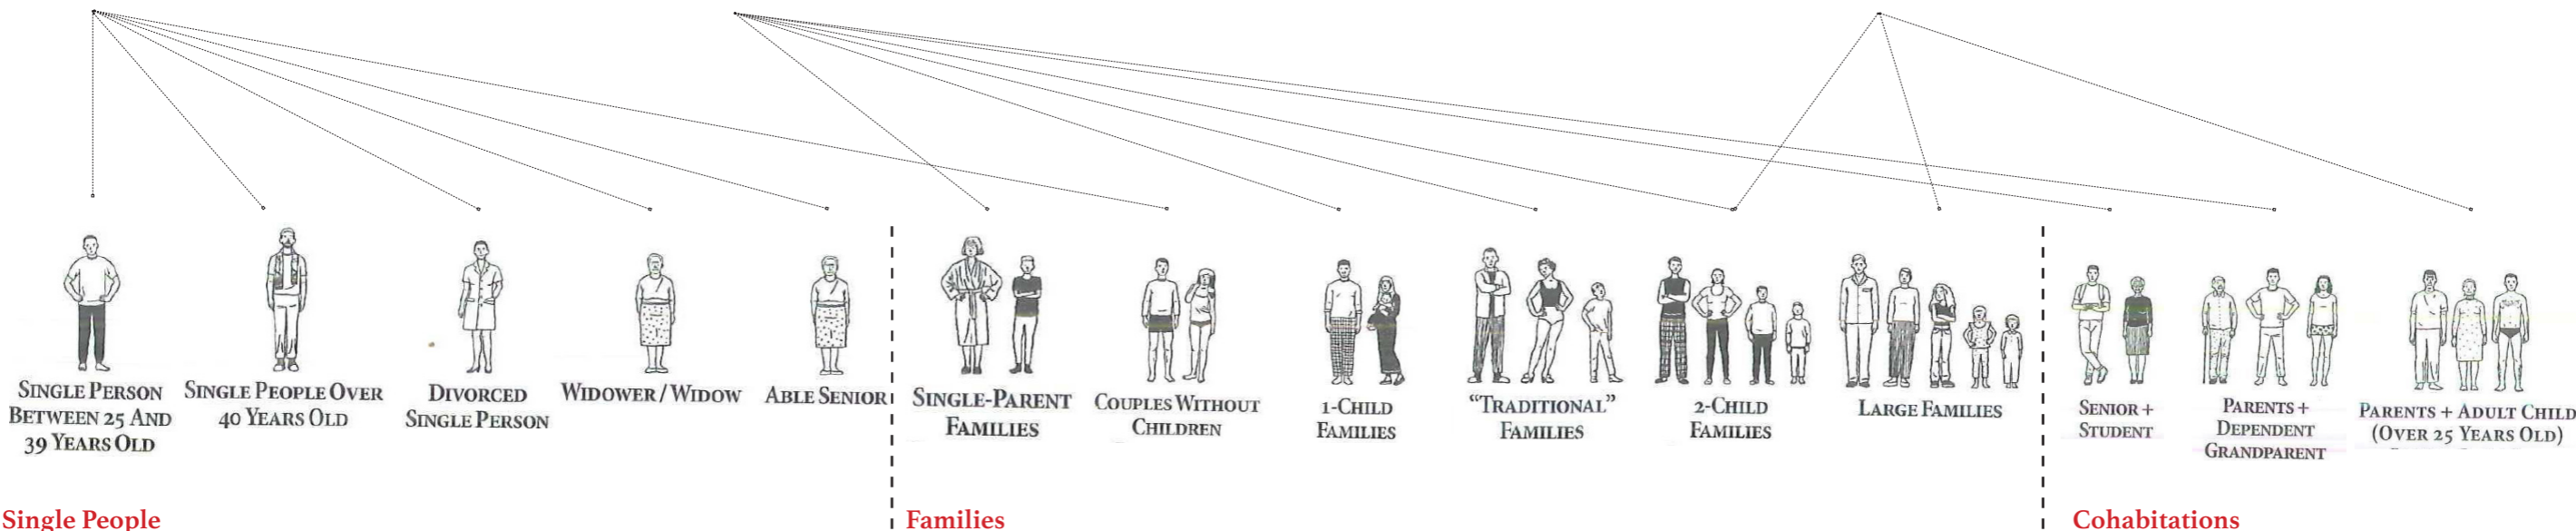 SINGLE PERSON
BETWEEN 25 AND
39 YEARS OLD
SINGLE PEOPLE OVER
40 YEARS OLD
DIVORCED
SINGLE PERSON
WIDOWER / WIDOW
ABLE SENIOR
SINGLE-PARENT
FAMILIES
COUPLES WITHOUT
CHILDREN
1-CHILD
FAMILIES
“TRADITIONAL”
FAMILIES
2-CHILD
FAMILIES
LARGE FAMILIES
SENIOR +
STUDENT
PARENTS +
DEPENDENT
GRANDPARENT
PARENTS + ADULT CHILD
(OVER 25 YEARS OLD)
Single People
Families
Cohabitations